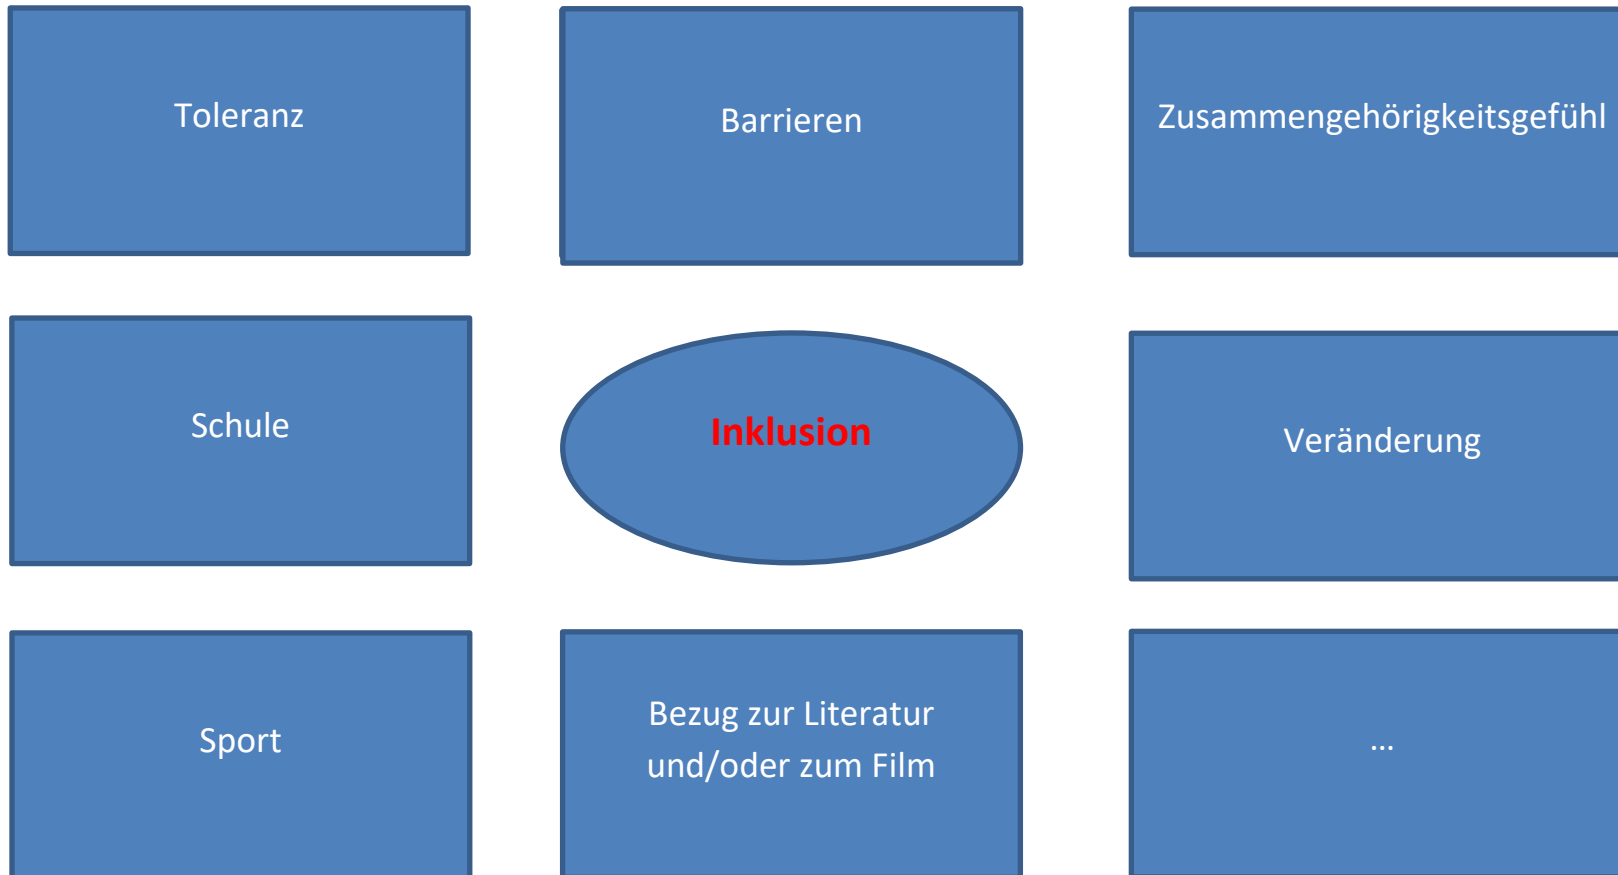 Toleranz
Barrieren
Zusammengehörigkeitsgefühl
Schule
Inklusion
Veränderung
Sport
Bezug zur Literatur
und/oder zum Film
...